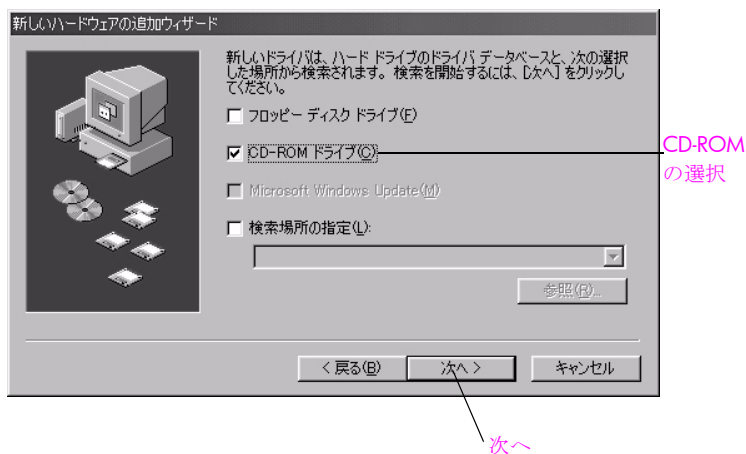 新しいハードウェアの追加ウィザード
新しいドライバは、ハード ドライブのドライバ データベースと、次の選択
した場所から検索されます。検索を開始するには、[次へ] をクリックし
てください。
フロッピー ディスク ドライブ(F)
CD-ROM ドライブ(C)
CD-ROM
の選択
Microsoft Windows Update(M)
検索場所の指定(L):
参照(R)...
< 戻る(B)
次へ >
キャンセル
次へ